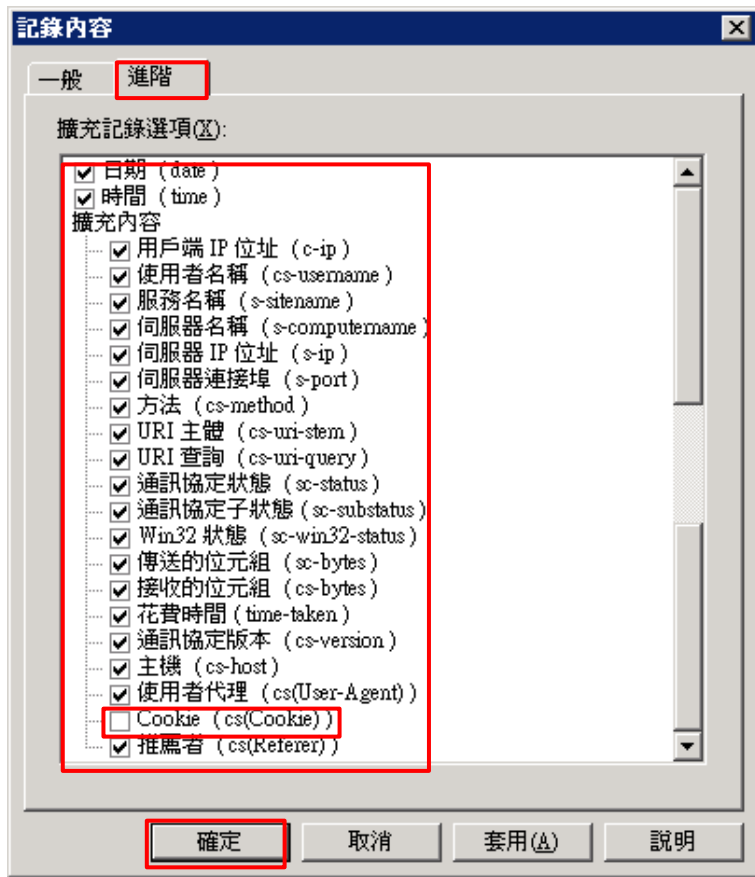 記錄內容
一般 進階
擴充記錄選項(X):
日期 ( date )
時間 ( time )
擴充內容
用戶端 IP 位址 ( c-ip )
使用者名稱 ( cs-username )
服務名稱 ( s-sitename )
伺服器名稱 ( s-computername )
伺服器 IP 位址 ( s-ip )
伺服器連接埠 ( s-port )
方法 ( cs-method )
URI 主體 ( cs-uri-stem )
URI 查詢 ( cs-uri-query )
通訊協定狀態 ( sc-status )
通訊協定子狀態 ( sc-substatus )
Win32 狀態 ( sc-win32-status )
傳送的位元組 ( sc-bytes )
接收的位元組 ( cs-bytes )
花費時間 ( time-taken )
通訊協定版本 ( cs-version )
主機 ( cs-host )
使用者代理 ( cs(User-Agent) )
Cookie ( cs(Cookie) )
推薦者 ( cs(Referer) )
確定 取消 套用(A) 說明